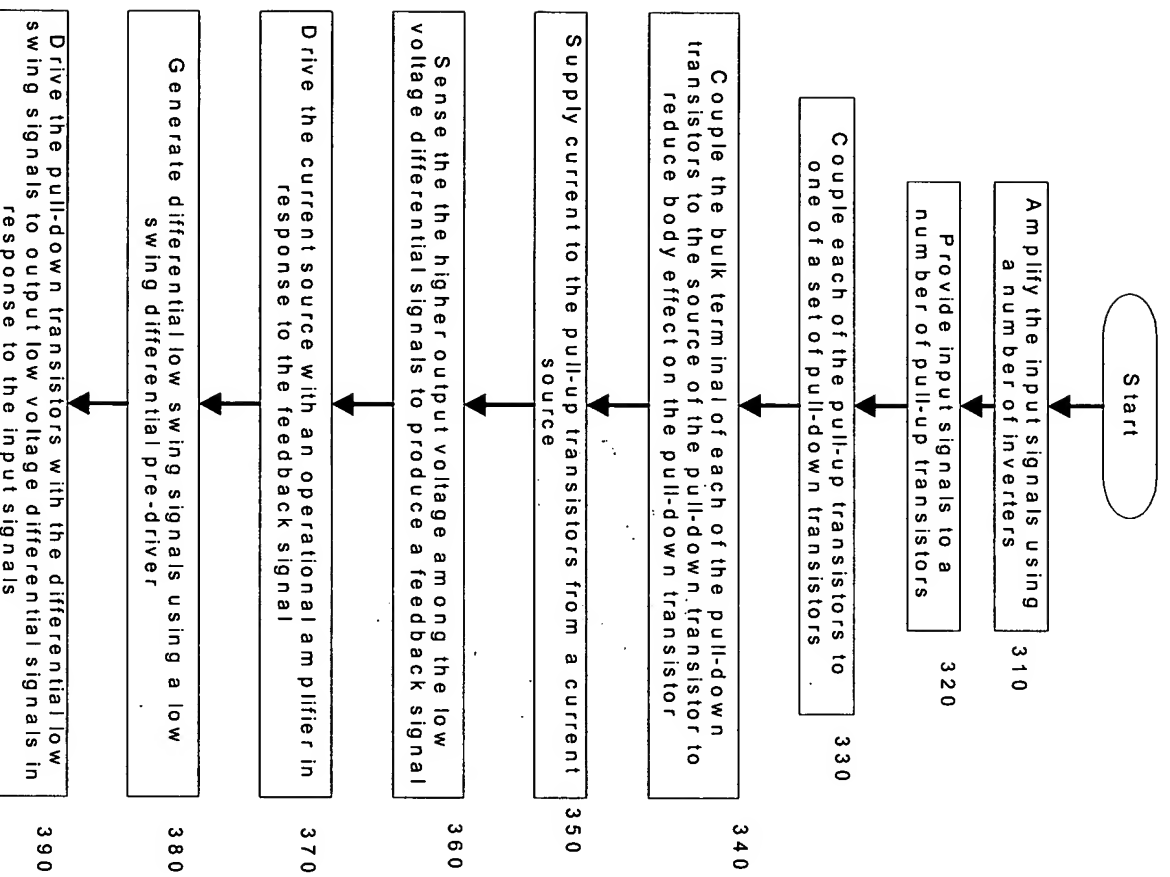 Start
Amplify the input signals using
a number of inverters
310
Provide input signals to a
number of pull-up transistors
320
Couple each of the pull-up transistors to
one of a set of pull-down transistors
330
Couple the bulk terminal of each of the pull-down
transistors to the source of the pull-down transistor to
reduce body effect on the pull-down transistor
340
Supply current to the pull-up transistors from a current
source
350
Sense the the higher output voltage among the low
voltage differential signals to produce a feedback signal
360
Drive the current source with an operational amplifier in
response to the feedback signal
370
Generate differential low swing signals using a low
swing differential pre-driver
380
Drive the pull-down transistors with the differential low
swing signals to output low voltage differential signals in
response to the input signals
390